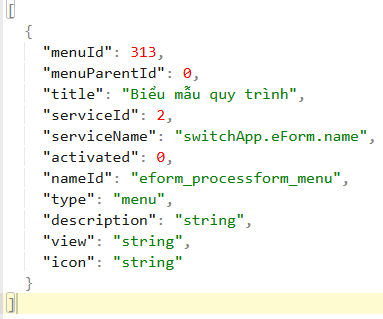 [
  {
    "menuId": 313,
    "menuParentId": 0,
    "title": "Biểu mẫu quy trình",
    "serviceId": 2,
    "serviceName": "switchApp.eForm.name",
    "activated": 0,
    "nameId": "eform_processform_menu",
    "type": "menu",
    "description": "string",
    "view": "string",
    "icon": "string"
  }
]